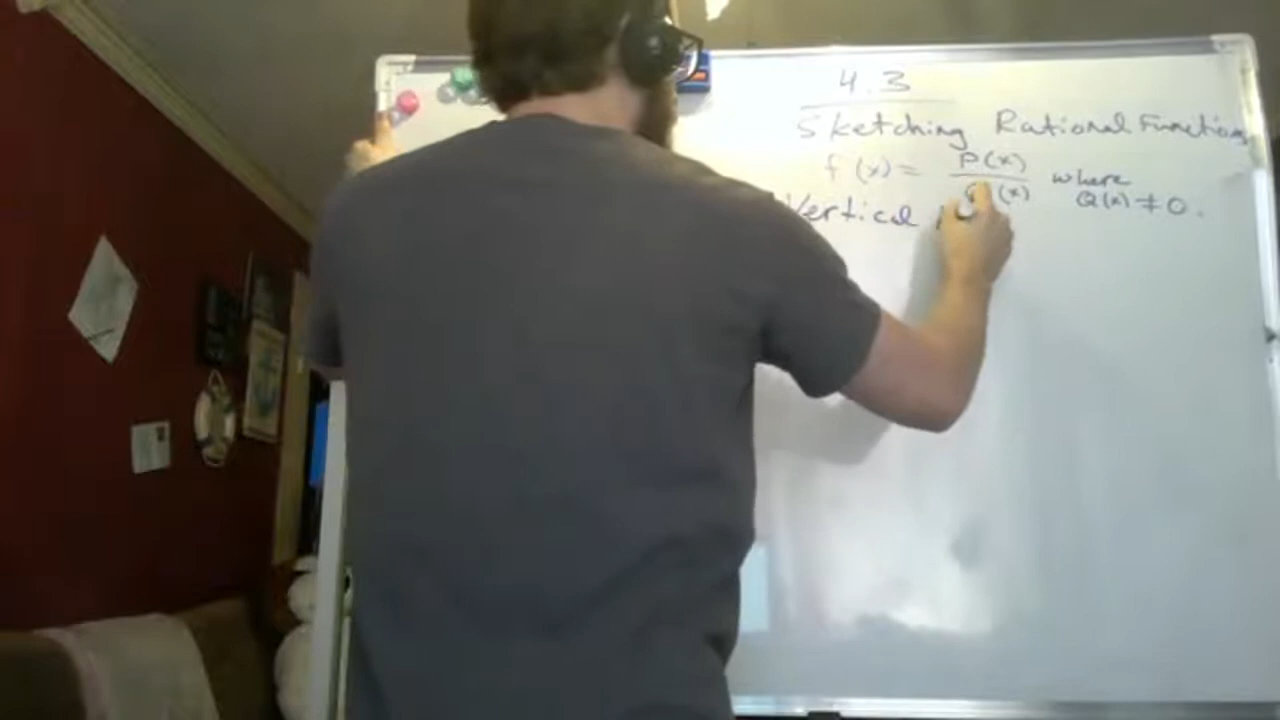 4.3
Sketching Rational Functions
f(x) = P(x) / Q(x) where Q(x) ≠ 0.
Vertical